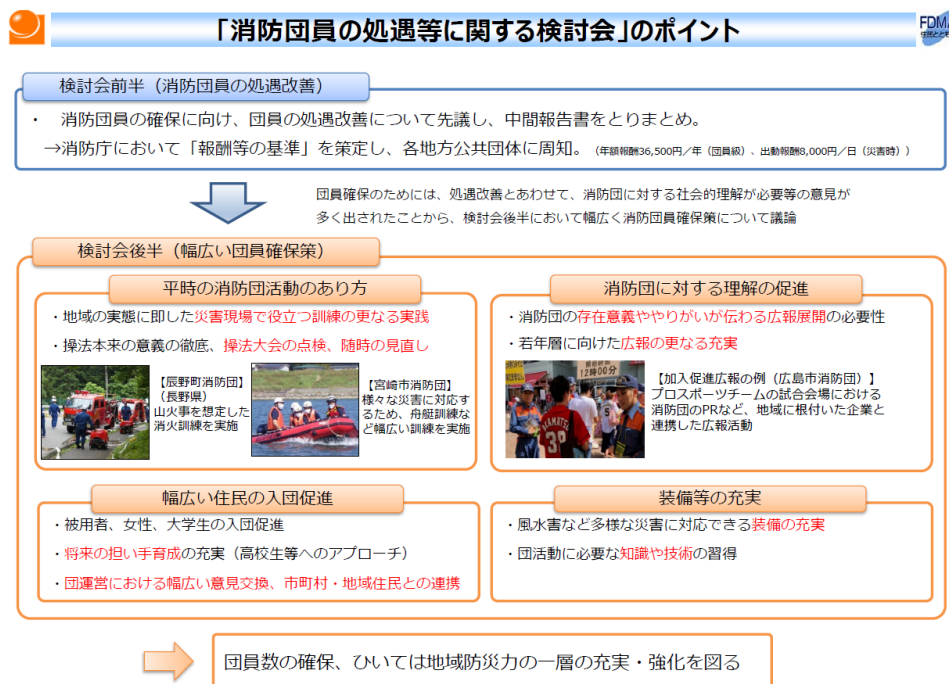 「消防団員の処遇等に関する検討会」のポイント
FDMA
住民ととも
検討会前半（消防団員の処遇改善）
・　消防団員の確保に向け、団員の処遇改善について先議し、中間報告書をとりまとめ。
→消防庁において「報酬等の基準」を策定し、各地方公共団体に周知。（年額報酬36,500円／年（団員級）、出動報酬8,000円／日（災害時））
団員確保のためには、処遇改善とあわせて、消防団に対する社会的理解が必要等の意見が
多く出されたことから、検討会後半において幅広く消防団員確保策について議論
検討会後半（幅広い団員確保策）
平時の消防団活動のあり方
・地域の実態に即した災害現場で役立つ訓練の更なる実践
・操法本来の意義の徹底、操法大会の点検、随時の見直し
【辰野町消防団】
（長野県）
山火事を想定した
消火訓練を実施
【宮崎市消防団】
様々な災害に対応す
るため、舟艇訓練な
ど幅広い訓練を実施
消防団に対する理解の促進
・消防団の存在意義ややりがいが伝わる広報展開の必要性
・若年層に向けた広報の更なる充実
12時00分
38
【加入促進広報の例（広島市消防団）】
プロスポーツチームの試合会場における
消防団のPRなど、地域に根付いた企業と
連携した広報活動
幅広い住民の入団促進
・被用者、女性、大学生の入団促進
・将来の担い手育成の充実（高校生等へのアプローチ）
・団運営における幅広い意見交換、市町村・地域住民との連携
装備等の充実
・風水害など多様な災害に対応できる装備の充実
・団活動に必要な知識や技術の習得
団員数の確保、ひいては地域防災力の一層の充実・強化を図る